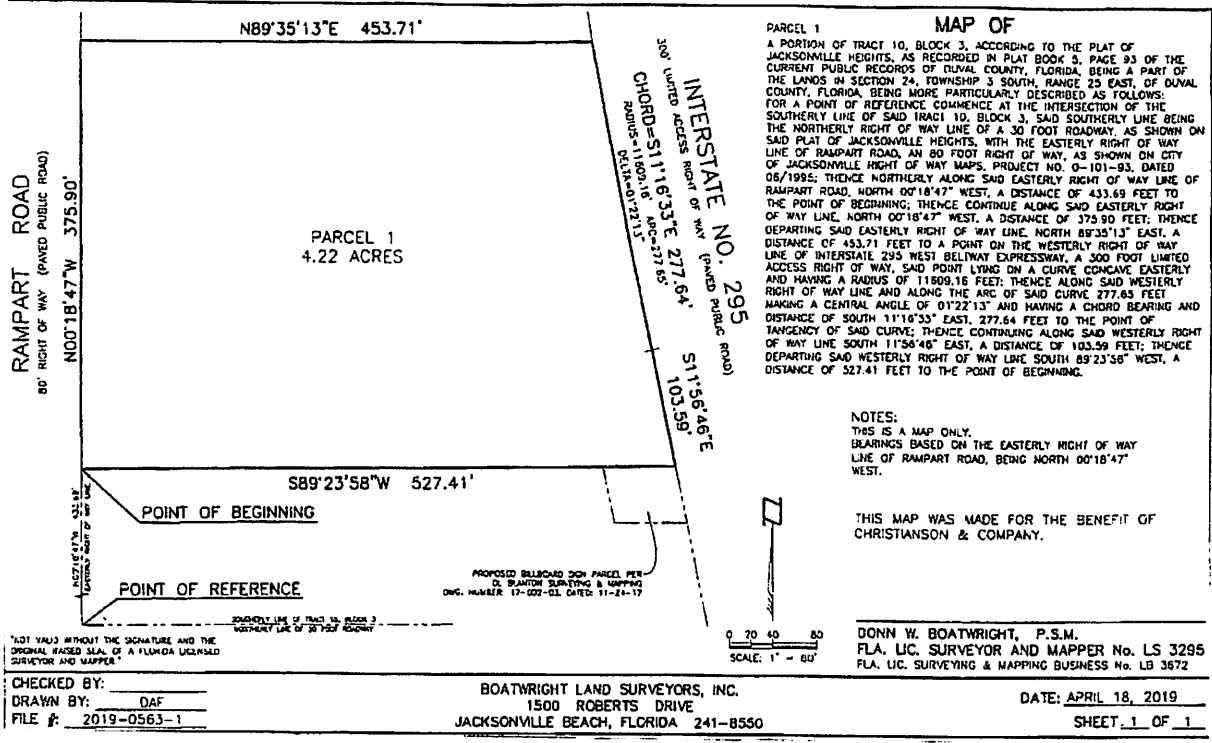 N89°35'13"E 453.71'
RAMPART ROAD
80' RIGHT OF WAY (PAVED PUBLIC ROAD)
N00°18'47"W 375.90'
PARCEL 1
4.22 ACRES
INTERSTATE NO. 295
300' LIMITED ACCESS RIGHT OF WAY (PAVED PUBLIC ROAD)
CHORD=S11°16'33"E 277.64'
RADIUS=11609.16' ARC=277.65'
DELTA=01°22'13"
S11°56'46"E
103.59'
S89°23'58"W 527.41'
POINT OF BEGINNING
EASTERLY RIGHT OF WAY LINE
POINT OF REFERENCE
SOUTHERLY LINE OF TRACT 10, BLOCK 3
NORTHERLY LINE OF 30 FOOT ROADWAY
PROPOSED BILLBOARD SIGN PARCEL PER
DL BLANTON SURVEYING & MAPPING
DWG. NUMBER 17-002-03, DATED: 11-21-17
"NOT VALID WITHOUT THE SIGNATURE AND THE
ORIGINAL RAISED SEAL OF A FLORIDA LICENSED
SURVEYOR AND MAPPER."
MAP OF
PARCEL 1
A PORTION OF TRACT 10, BLOCK 3, ACCORDING TO THE PLAT OF
JACKSONVILLE HEIGHTS, AS RECORDED IN PLAT BOOK 5, PAGE 93 OF THE
CURRENT PUBLIC RECORDS OF DUVAL COUNTY, FLORIDA, BEING A PART OF
THE LANDS IN SECTION 24, TOWNSHIP 3 SOUTH, RANGE 25 EAST, OF DUVAL
COUNTY, FLORIDA, BEING MORE PARTICULARLY DESCRIBED AS FOLLOWS:
FOR A POINT OF REFERENCE COMMENCE AT THE INTERSECTION OF THE
SOUTHERLY LINE OF SAID TRACT 10, BLOCK 3, SAID SOUTHERLY LINE BEING
THE NORTHERLY RIGHT OF WAY LINE OF A 30 FOOT ROADWAY, AS SHOWN ON
SAID PLAT OF JACKSONVILLE HEIGHTS, WITH THE EASTERLY RIGHT OF WAY
LINE OF RAMPART ROAD, AN 80 FOOT RIGHT OF WAY, AS SHOWN ON CITY
OF JACKSONVILLE RIGHT OF WAY MAPS, PROJECT NO. 0-101-93, DATED
06/1995; THENCE NORTHERLY ALONG SAID EASTERLY RIGHT OF WAY LINE OF
RAMPART ROAD, NORTH 00°18'47" WEST, A DISTANCE OF 433.69 FEET TO
THE POINT OF BEGINNING; THENCE CONTINUE ALONG SAID EASTERLY RIGHT
OF WAY LINE, NORTH 00°18'47" WEST, A DISTANCE OF 375.90 FEET; THENCE
DEPARTING SAID EASTERLY RIGHT OF WAY LINE, NORTH 89°35'13" EAST, A
DISTANCE OF 453.71 FEET TO A POINT ON THE WESTERLY RIGHT OF WAY
LINE OF INTERSTATE 295 WEST BELTWAY EXPRESSWAY, A 300 FOOT LIMITED
ACCESS RIGHT OF WAY, SAID POINT LYING ON A CURVE CONCAVE EASTERLY
AND HAVING A RADIUS OF 11609.16 FEET; THENCE ALONG SAID WESTERLY
RIGHT OF WAY LINE AND ALONG THE ARC OF SAID CURVE 277.65 FEET
MAKING A CENTRAL ANGLE OF 01°22'13" AND HAVING A CHORD BEARING AND
DISTANCE OF SOUTH 11°16'33" EAST, 277.64 FEET TO THE POINT OF
TANGENCY OF SAID CURVE; THENCE CONTINUING ALONG SAID WESTERLY RIGHT
OF WAY LINE SOUTH 11°56'46" EAST, A DISTANCE OF 103.59 FEET; THENCE
DEPARTING SAID WESTERLY RIGHT OF WAY LINE SOUTH 89°23'58" WEST, A
DISTANCE OF 527.41 FEET TO THE POINT OF BEGINNING.
NOTES:
THIS IS A MAP ONLY.
BEARINGS BASED ON THE EASTERLY RIGHT OF WAY
LINE OF RAMPART ROAD, BEING NORTH 00°18'47"
WEST.
THIS MAP WAS MADE FOR THE BENEFIT OF
CHRISTIANSON & COMPANY.
0 20 40 80
SCALE: 1" = 80'
DONN W. BOATWRIGHT, P.S.M.
FLA. LIC. SURVEYOR AND MAPPER No. LS 3295
FLA. LIC. SURVEYING & MAPPING BUSINESS No. LB 3672
CHECKED BY:
DRAWN BY: DAF
FILE #: 2019-0563-1
BOATWRIGHT LAND SURVEYORS, INC.
1500 ROBERTS DRIVE
JACKSONVILLE BEACH, FLORIDA 241-8550
DATE: APRIL 18, 2019
SHEET 1 OF 1